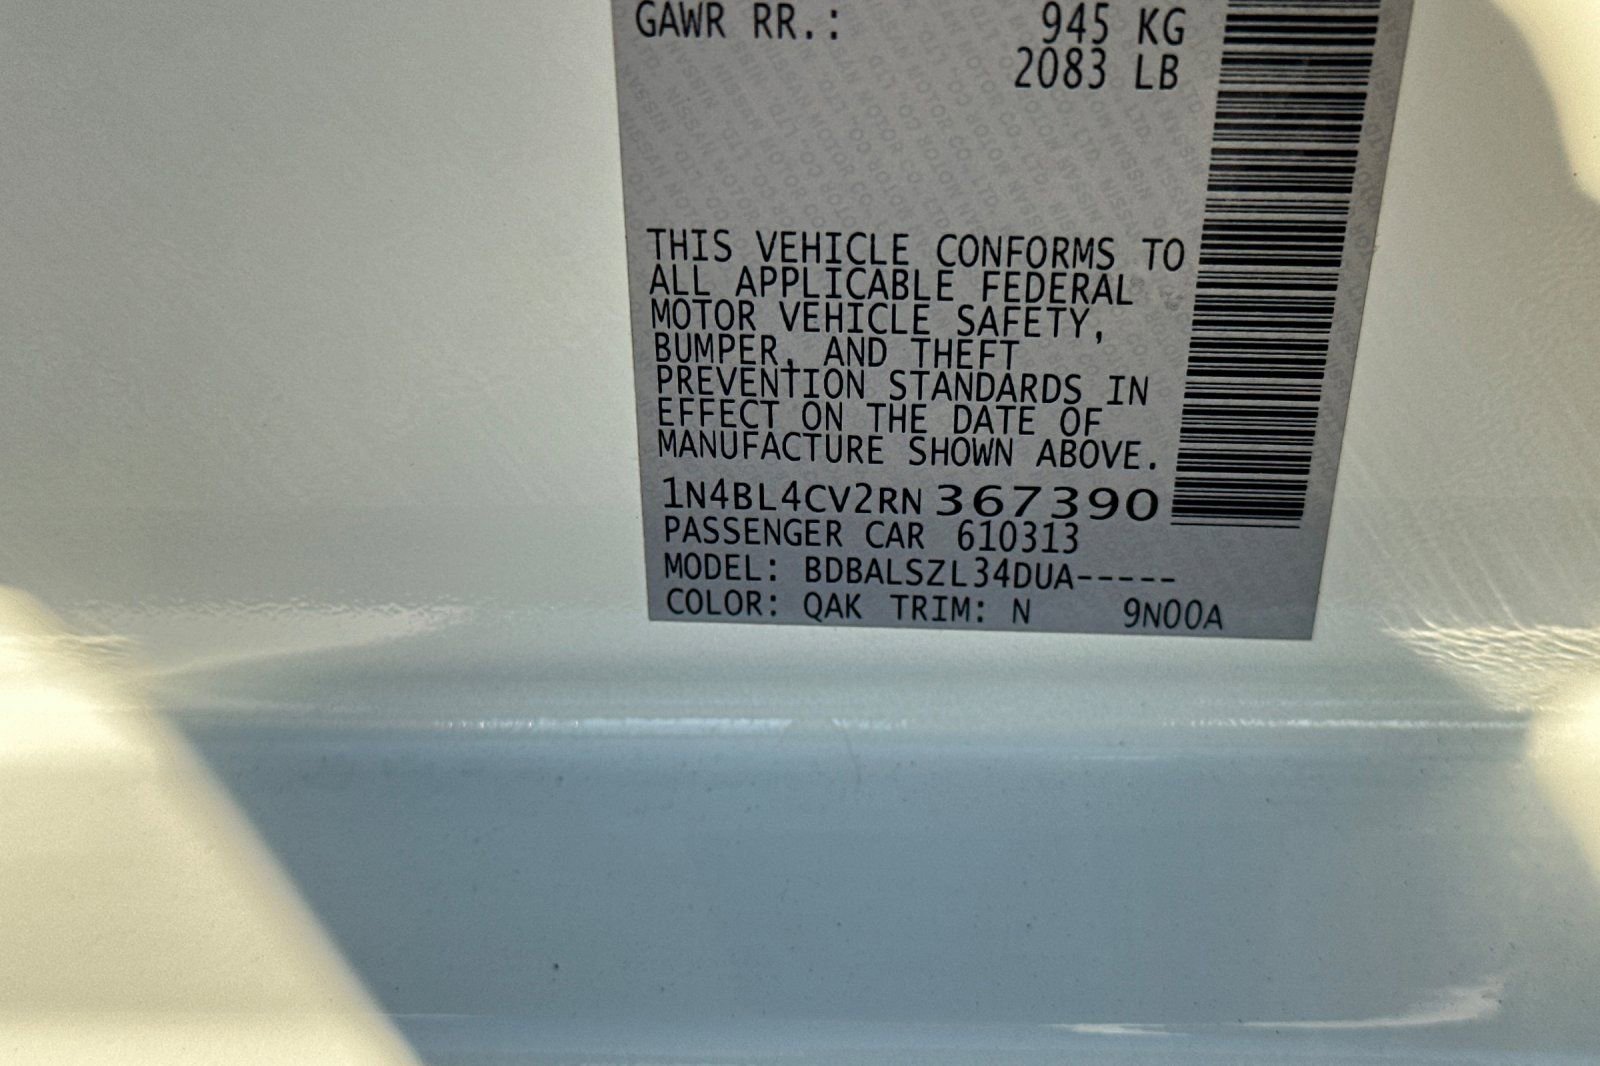 GAWR RR.: 945 KG
2083 LB
THIS VEHICLE CONFORMS TO
ALL APPLICABLE FEDERAL
MOTOR VEHICLE SAFETY,
BUMPER, AND THEFT
PREVENTION STANDARDS IN
EFFECT ON THE DATE OF
MANUFACTURE SHOWN ABOVE.
1N4BL4CV2RN367390
PASSENGER CAR 610313
MODEL: BDBALSZL34DUA-----
COLOR: QAK TRIM: N 9N00A